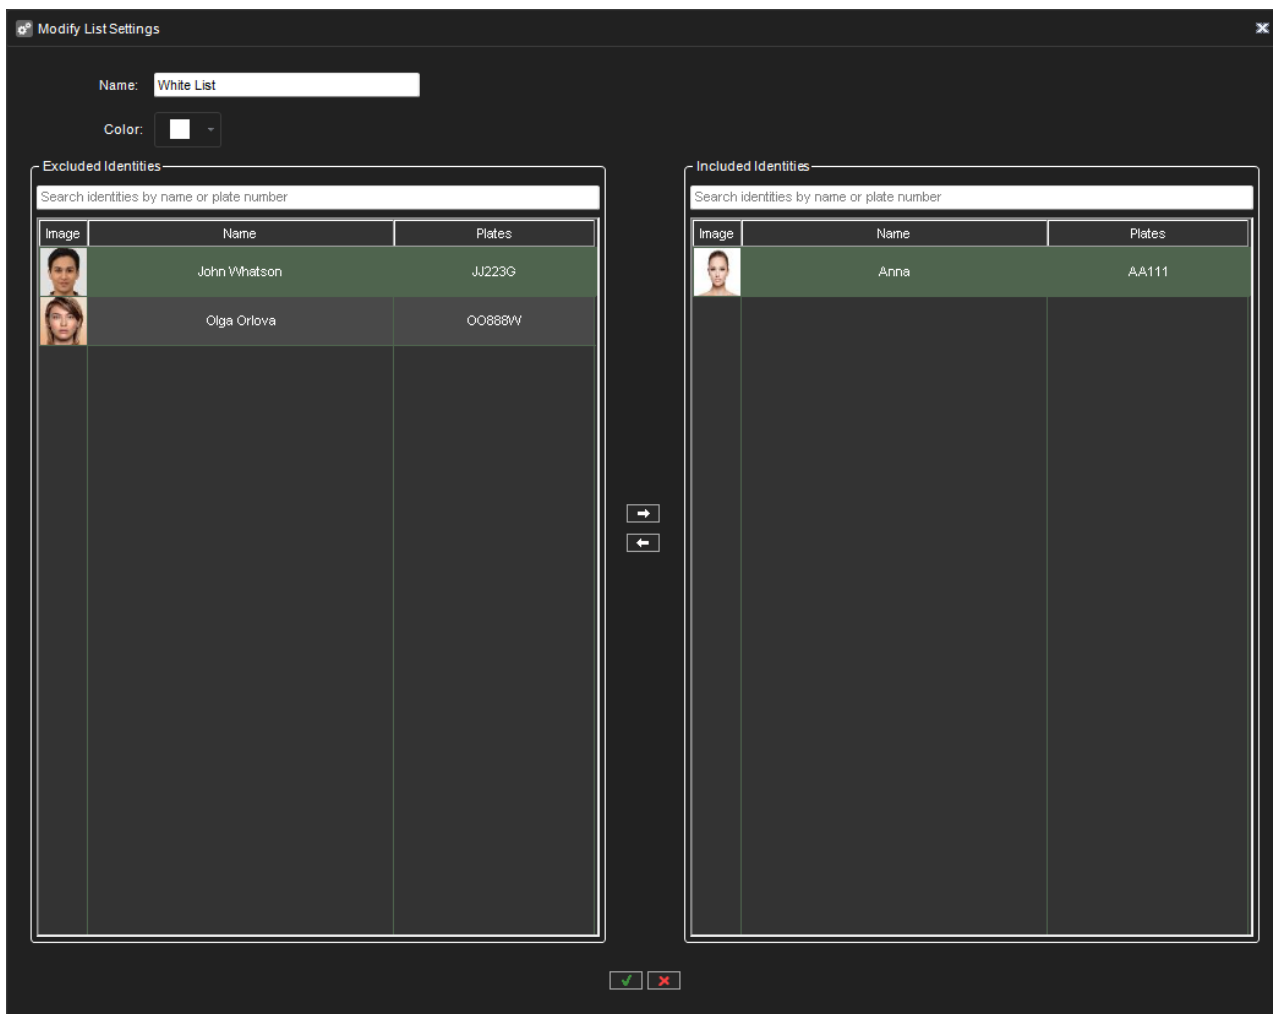 Modify List Settings
Name: White List
Color:
Excluded Identities
Search identities by name or plate number
Image Name Plates
John Whatson JJ223G
Olga Orlova OO888W
Included Identities
Search identities by name or plate number
Image Name Plates
Anna AA111